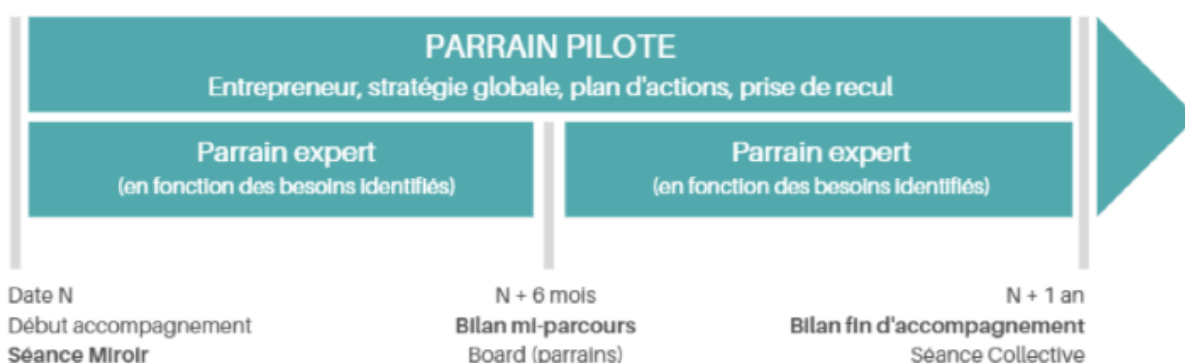 PARRAIN PILOTE
Entrepreneur, stratégie globale, plan d'actions, prise de recul
Parrain expert
(en fonction des besoins identifiés)
Parrain expert
(en fonction des besoins identifiés)
Date N
Début accompagnement
Séance Miroir
N + 6 mois
Bilan mi-parcours
Board (parrains)
N + 1 an
Bilan fin d'accompagnement
Séance Collective